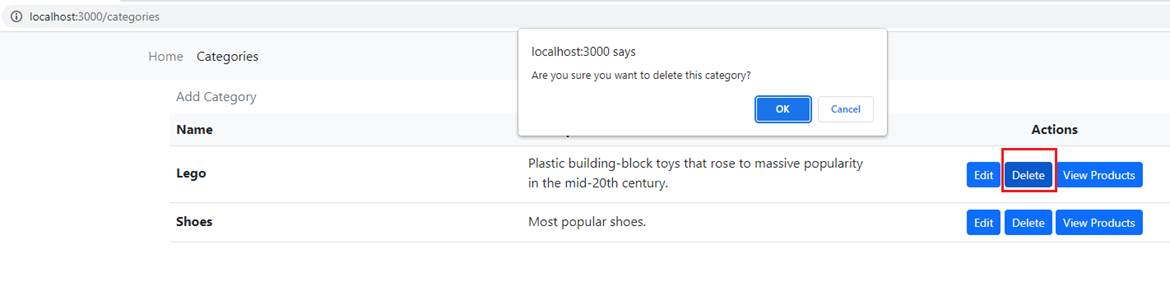 localhost:3000/categories
localhost:3000 says
Are you sure you want to delete this category?
OK Cancel
Home Categories
Add Category
Name Actions
Lego Plastic building-block toys that rose to massive popularity
in the mid-20th century. Edit Delete View Products
Shoes Most popular shoes. Edit Delete View Products